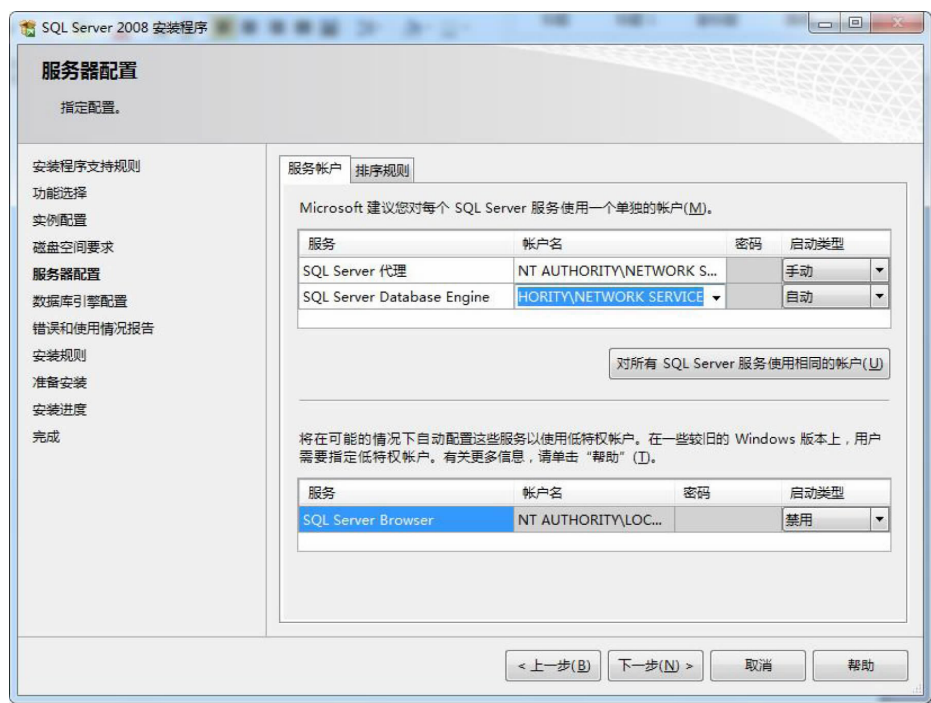 SQL Server 2008 安装程序
服务器配置
指定配置。
安装程序支持规则
功能选择
实例配置
磁盘空间要求
服务器配置
数据库引擎配置
错误和使用情况报告
安装规则
准备安装
安装进度
完成
服务帐户 排序规则
Microsoft 建议您对每个 SQL Server 服务使用一个单独的帐户(M)。
服务 帐户名 密码 启动类型
SQL Server 代理 NT AUTHORITY\NETWORK S... 手动
SQL Server Database Engine HORITY\NETWORK SERVICE 自动
对所有 SQL Server 服务使用相同的帐户(U)
将在可能的情况下自动配置这些服务以使用低特权帐户。在一些较旧的 Windows 版本上，用户
需要指定低特权帐户。有关更多信息，请单击“帮助”(T)。
服务 帐户名 密码 启动类型
SQL Server Browser NT AUTHORITY\LOC... 禁用
< 上一步(B) 下一步(N) > 取消 帮助